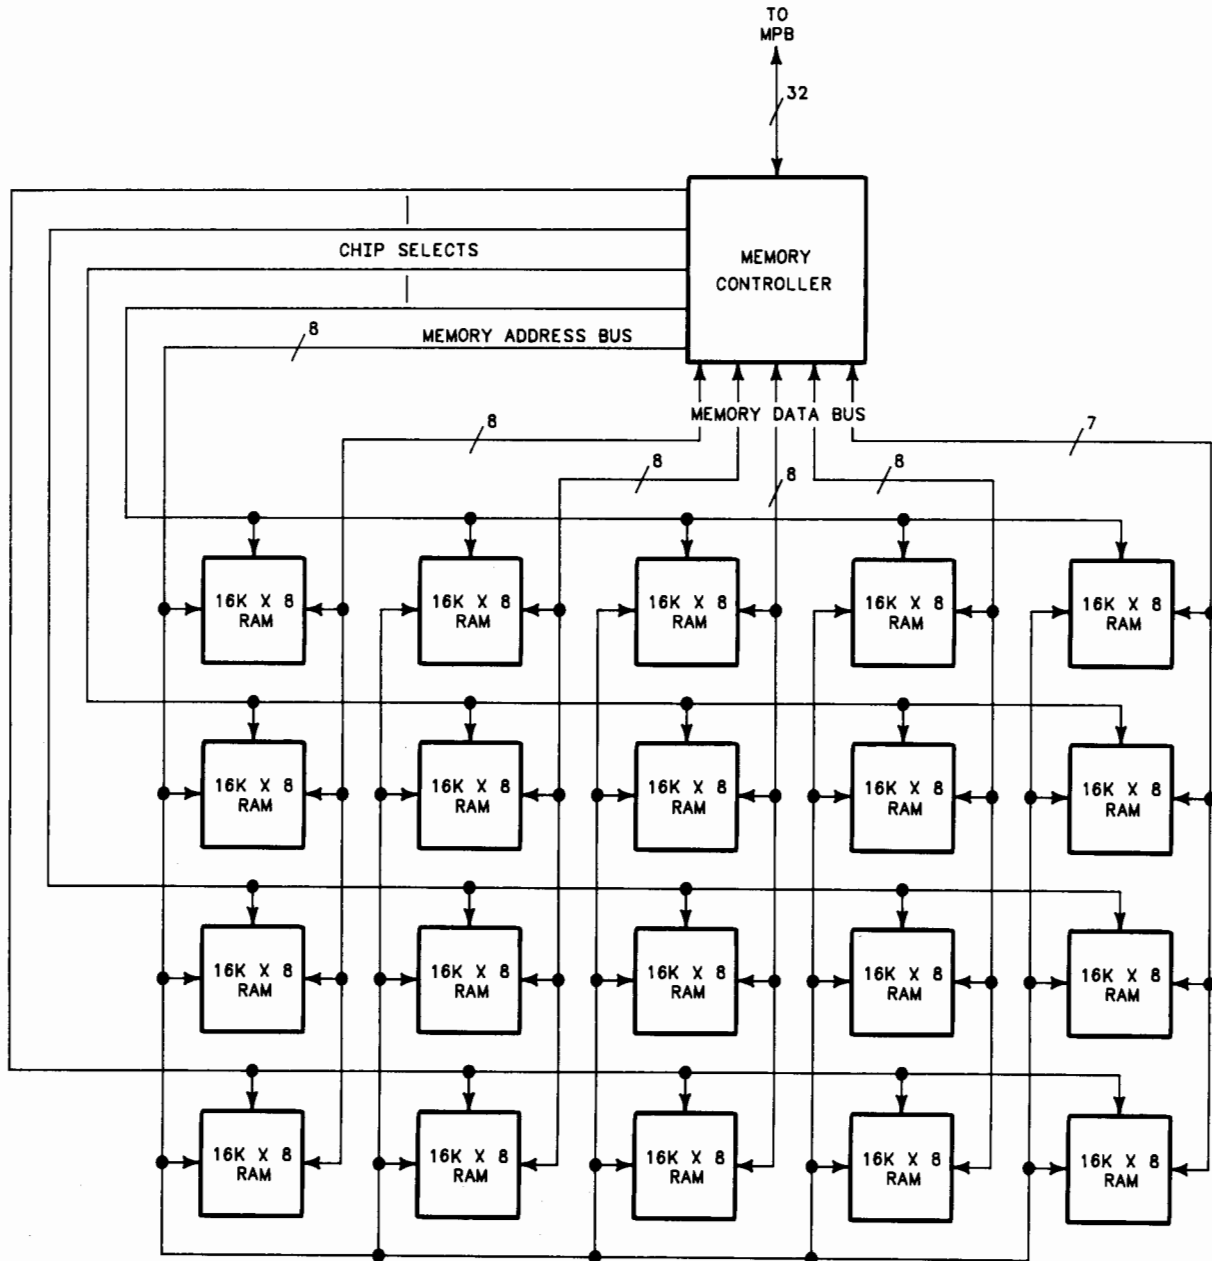 TO
MPB
32
CHIP SELECTS
MEMORY
CONTROLLER
8
MEMORY ADDRESS BUS
MEMORY DATA BUS
8
8
8
8
7
16K X 8
RAM
16K X 8
RAM
16K X 8
RAM
16K X 8
RAM
16K X 8
RAM
16K X 8
RAM
16K X 8
RAM
16K X 8
RAM
16K X 8
RAM
16K X 8
RAM
16K X 8
RAM
16K X 8
RAM
16K X 8
RAM
16K X 8
RAM
16K X 8
RAM
16K X 8
RAM
16K X 8
RAM
16K X 8
RAM
16K X 8
RAM
16K X 8
RAM